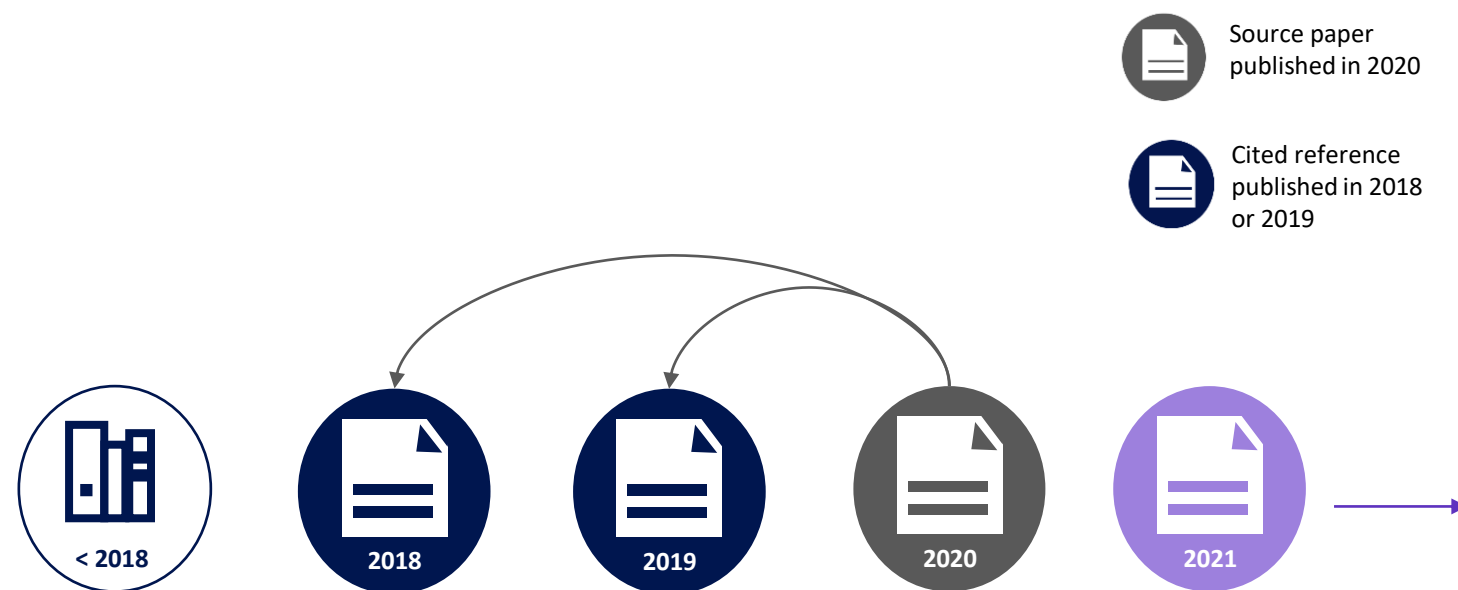 Source paper
published in 2020
Cited reference
published in 2018
or 2019
< 2018
2018
2019
2020
2021